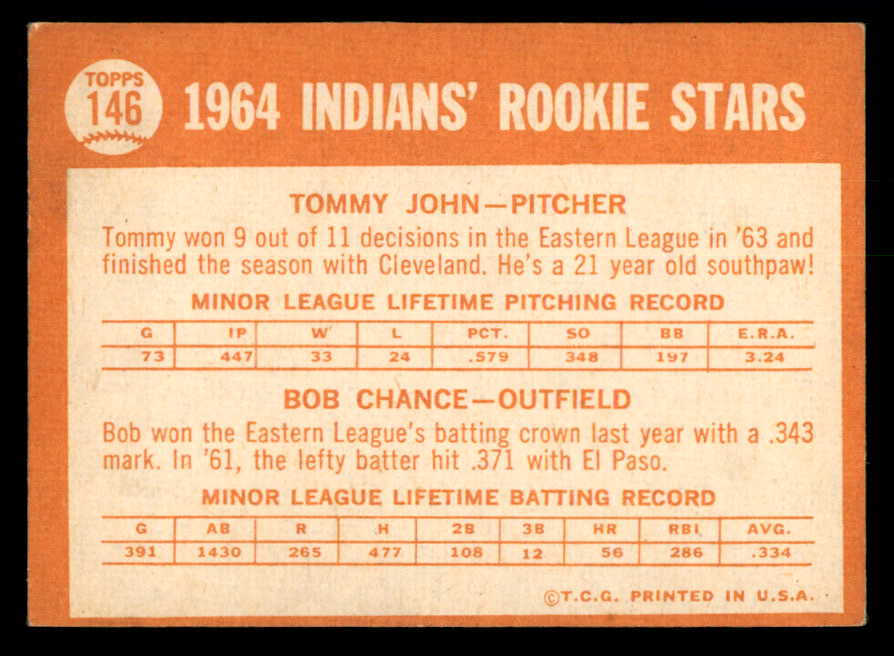 TOPPS
146
1964 INDIANS' ROOKIE STARS
TOMMY JOHN—PITCHER
Tommy won 9 out of 11 decisions in the Eastern League in '63 and
finished the season with Cleveland. He's a 21 year old southpaw!
MINOR LEAGUE LIFETIME PITCHING RECORD
G IP W L PCT. SO BB E.R.A.
73 447 33 24 .579 348 197 3.24
BOB CHANCE—OUTFIELD
Bob won the Eastern League's batting crown last year with a .343
mark. In '61, the lefty batter hit .371 with El Paso.
MINOR LEAGUE LIFETIME BATTING RECORD
G AB R H 2B 3B HR RBI AVG.
391 1430 265 477 108 12 56 286 .334
©T.C.G. PRINTED IN U.S.A.